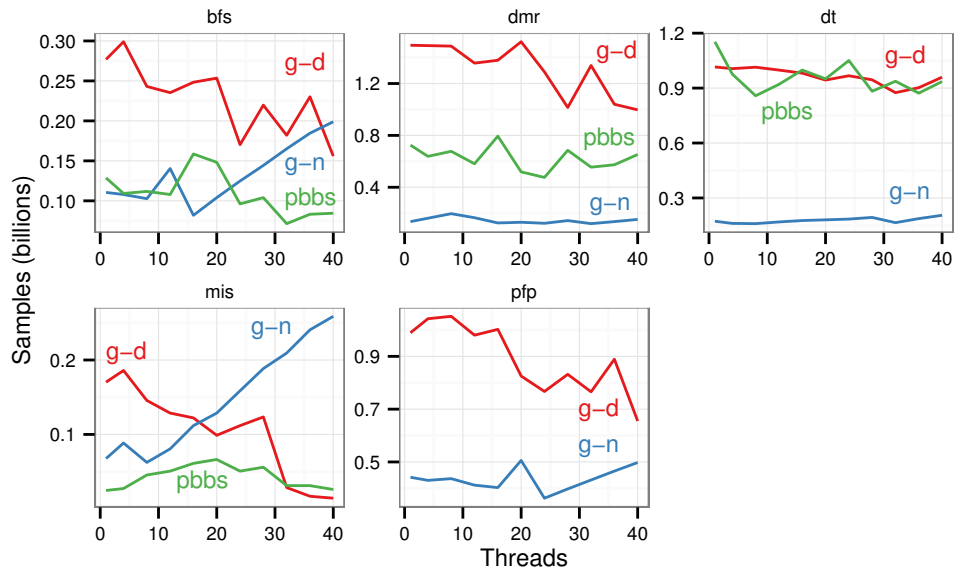 bfs
dmr
dt
0.30
0.25
0.20
0.15
0.10
g−d
g−n
pbbs
0 10 20 30 40
1.2
0.8
0.4
g−d
pbbs
g−n
0 10 20 30 40
1.2
0.9
0.6
0.3
g−d
pbbs
g−n
0 10 20 30 40
Samples (billions)
mis
pfp
0.2
0.1
g−n
g−d
pbbs
0 10 20 30 40
0.9
0.7
0.5
g−d
g−n
0 10 20 30 40
Threads